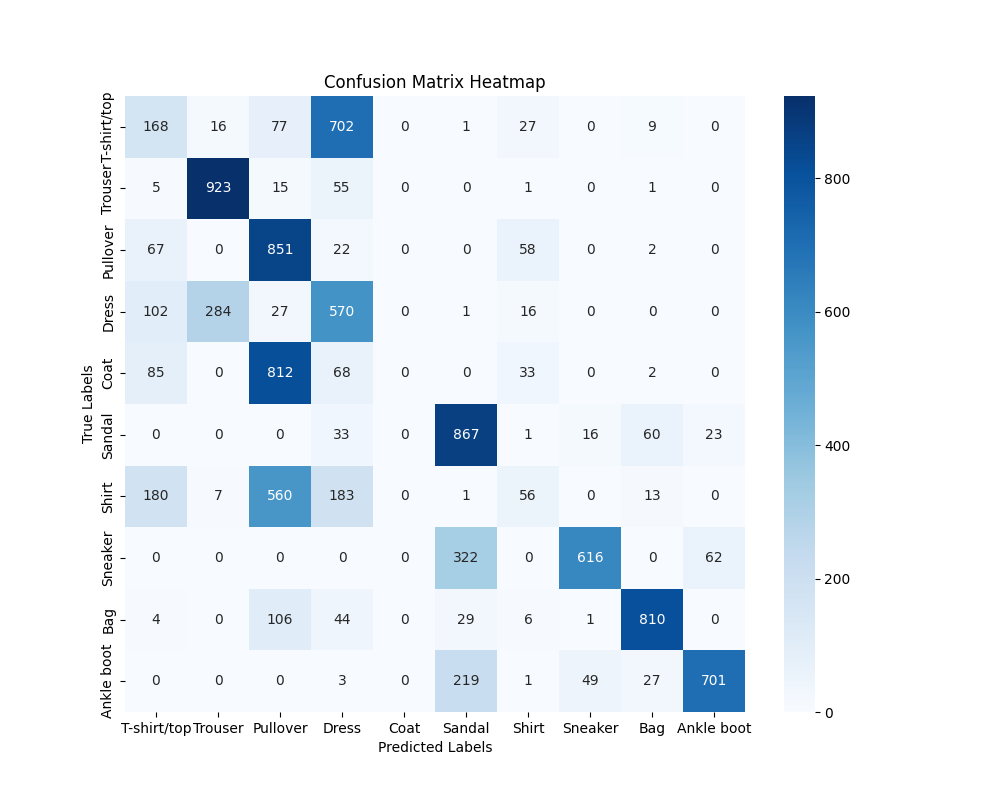 Confusion Matrix Heatmap
T-shirt/top 168 16 77 702 0 1 27 0 9 0
Trouser 5 923 15 55 0 0 1 0 1 0
Pullover 67 0 851 22 0 0 58 0 2 0
Dress 102 284 27 570 0 1 16 0 0 0
Coat 85 0 812 68 0 0 33 0 2 0
Sandal 0 0 0 33 0 867 1 16 60 23
Shirt 180 7 560 183 0 1 56 0 13 0
Sneaker 0 0 0 0 0 322 0 616 0 62
Bag 4 0 106 44 0 29 6 1 810 0
Ankle boot 0 0 0 3 0 219 1 49 27 701
T-shirt/top Trouser Pullover Dress Coat Sandal Shirt Sneaker Bag Ankle boot
Predicted Labels
True Labels
800
600
400
200
0